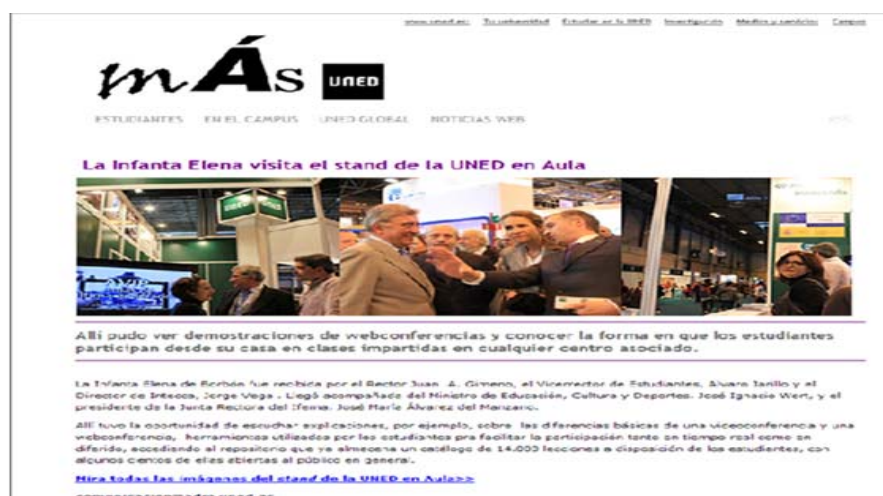 www.uned.es: Tu universidad Estudiar en la UNED Investigación Medios y servicios Campus
mÁs UNED
ESTUDIANTES EN EL CAMPUS UNED GLOBAL NOTICIAS WEB
La Infanta Elena visita el stand de la UNED en Aula
Allí pudo ver demostraciones de webconferencias y conocer la forma en que los estudiantes
participan desde su casa en clases impartidas en cualquier centro asociado.
La Infanta Elena de Borbón fue recibida por el Rector Juan A. Gimeno, el Vicerrector de Estudiantes, Álvaro Jarillo y el
Director de Intecca, Jorge Vega . Llegó acompañada del Ministro de Educación, Cultura y Deportes. José Ignacio Wert, y el
presidente de la Junta Rectora del Ifema. José María Álvarez del Manzano.
Allí tuvo la oportunidad de escuchar explicaciones, por ejemplo, sobre las diferencias básicas de una videoconferencia y una
webconferencia, herramientas utilizadas por los estudiantes pra facilitar la participación tanto en tiempo real como en
diferido, accediendo al repositorio que ya almacena un catálogo de 14.000 lecciones a disposición de los estudiantes, con
algunos cientos de ellas abiertas al público en general.
Mira todas las imágenes del stand de la UNED en Aula>>